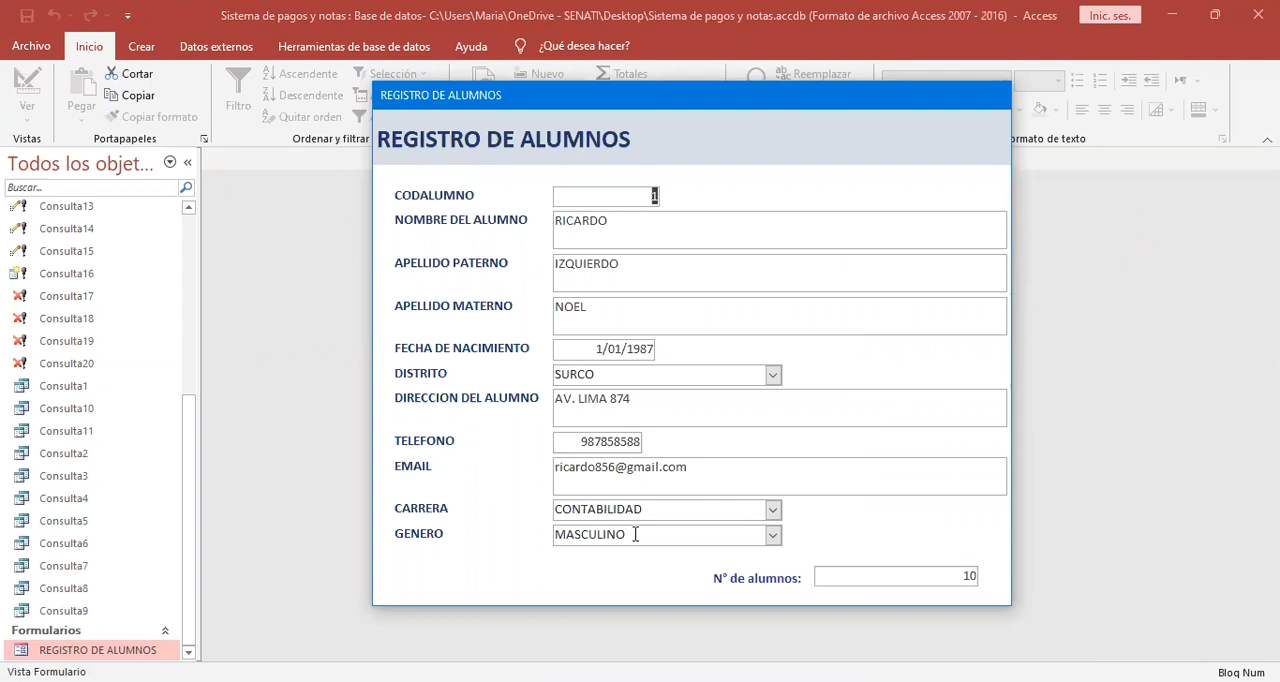 Sistema de pagos y notas : Base de datos- C:\Users\Maria\OneDrive - SENATI\Desktop\Sistema de pagos y notas.accdb (Formato de archivo Access 2007 - 2016) - Access
Inic. ses.
Archivo Inicio Crear Datos externos Herramientas de base de datos Ayuda ¿Qué desea hacer?
Ver
Pegar
Cortar
Copiar
Copiar formato
Filtro
Ascendente
Descendente
Quitar orden
Selección
Nuevo
Totales
Reemplazar
Vistas
Portapapeles
Ordenar y filtrar
ormato de texto
Todos los objet...
Buscar...
Consulta13
Consulta14
Consulta15
Consulta16
Consulta17
Consulta18
Consulta19
Consulta20
Consulta1
Consulta10
Consulta11
Consulta2
Consulta3
Consulta4
Consulta5
Consulta6
Consulta7
Consulta8
Consulta9
Formularios
REGISTRO DE ALUMNOS
REGISTRO DE ALUMNOS
REGISTRO DE ALUMNOS
CODALUMNO 1
NOMBRE DEL ALUMNO RICARDO
APELLIDO PATERNO IZQUIERDO
APELLIDO MATERNO NOEL
FECHA DE NACIMIENTO 1/01/1987
DISTRITO SURCO
DIRECCION DEL ALUMNO AV. LIMA 874
TELEFONO 987858588
EMAIL ricardo856@gmail.com
CARRERA CONTABILIDAD
GENERO MASCULINO
N° de alumnos: 10
Vista Formulario
Bloq Num